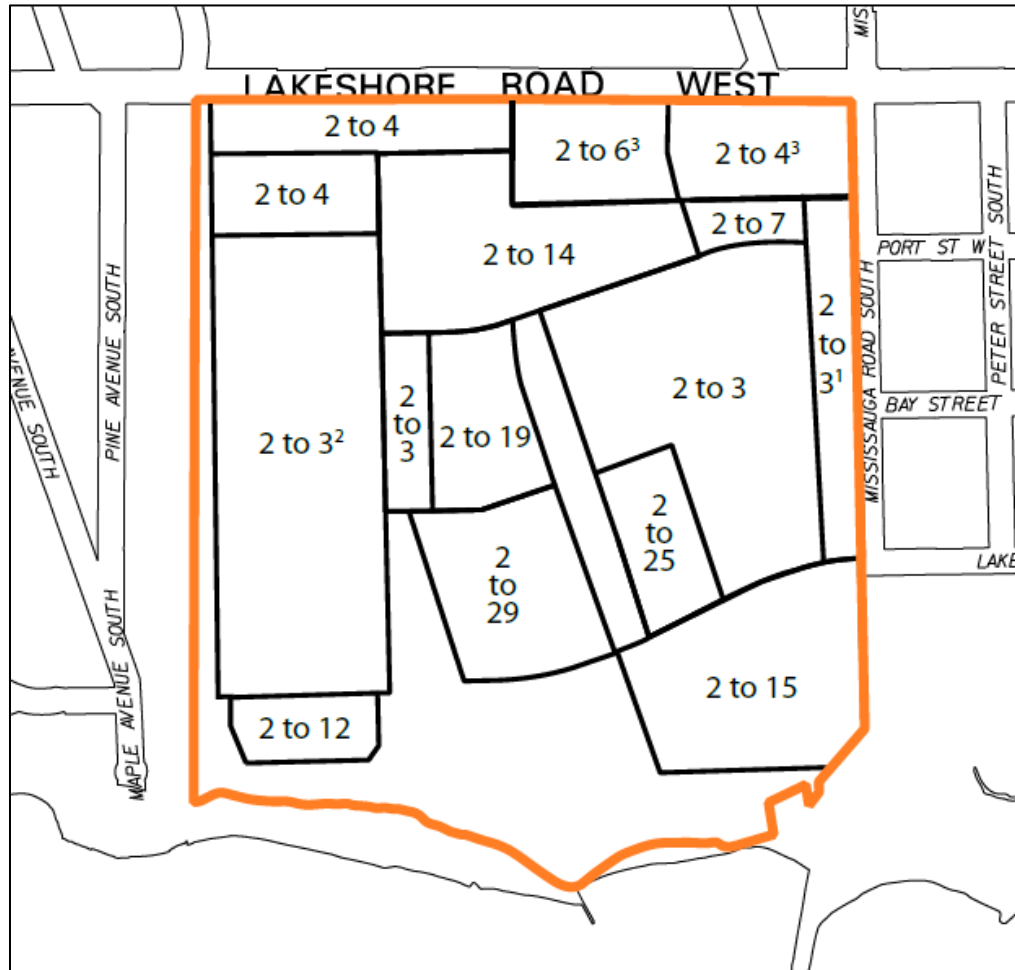 MIS
LAKESHORE ROAD WEST
2 to 4
2 to 6³
2 to 4³
2 to 4
2 to 7
2 to 14
PORT ST W
PETER STREET SOUTH
PINE AVENUE SOUTH
AVENUE SOUTH
2
to
3¹
MISSISSAUGA ROAD SOUTH
2 to 3
BAY STREET
2
to
3
2 to 19
2 to 3²
2
to
25
2
to
29
LAKE
MAPLE AVENUE SOUTH
2 to 15
2 to 12